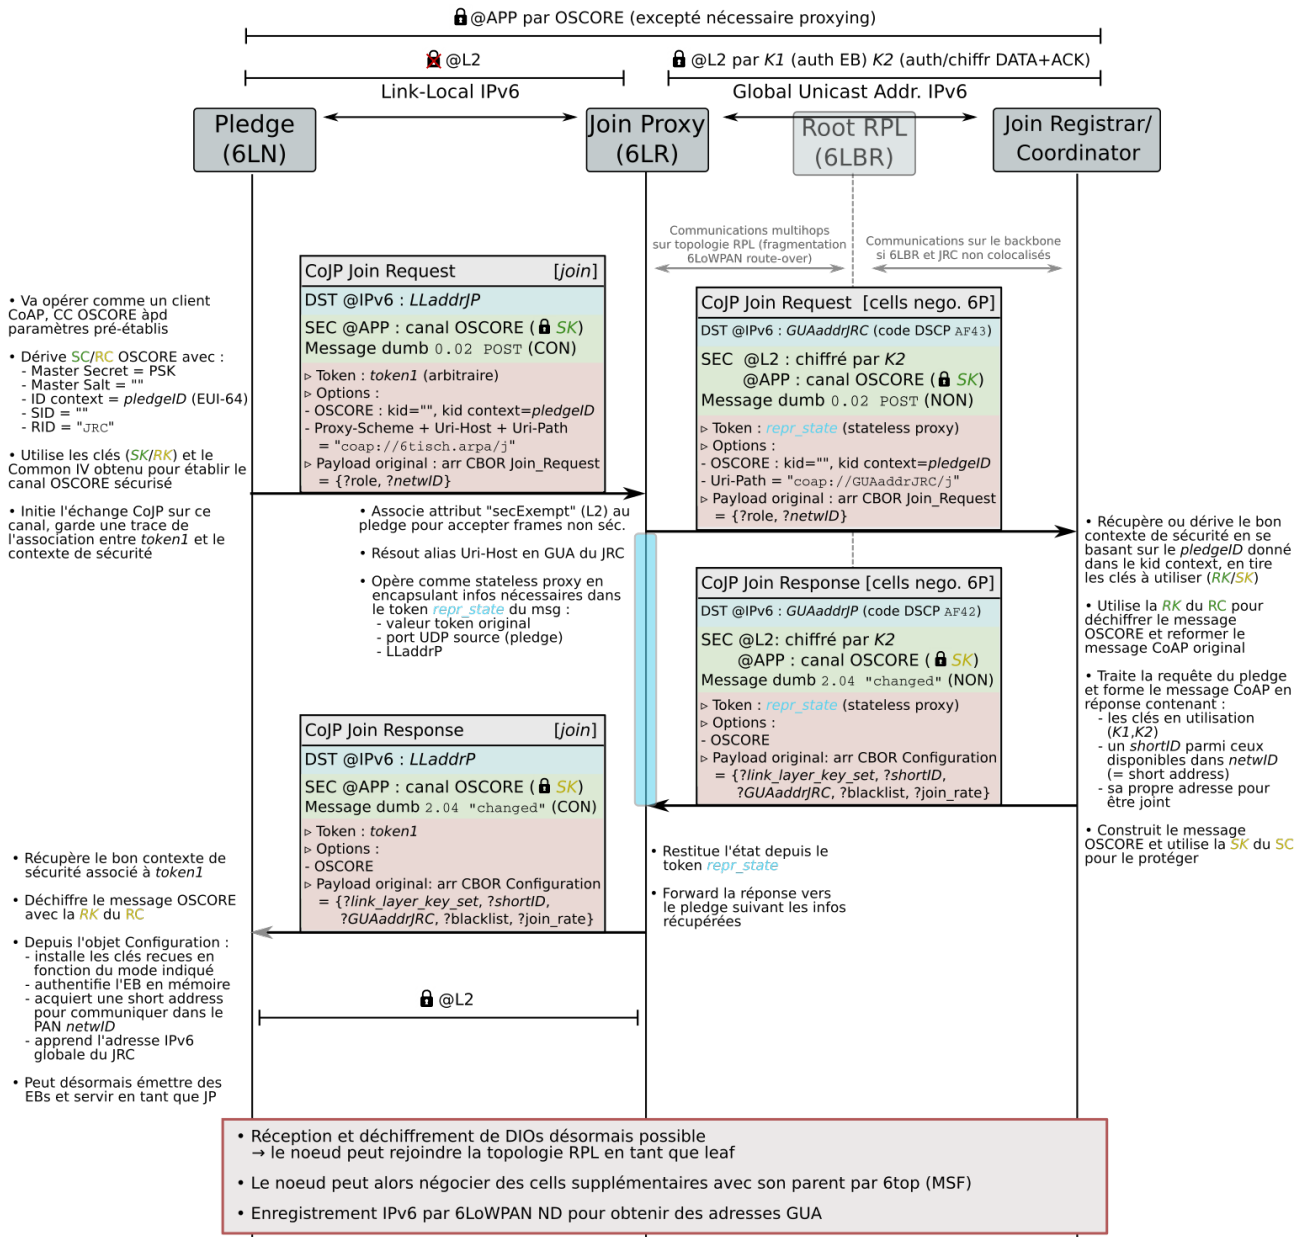 @APP par OSCORE (excepté nécessaire proxying)
@L2
@L2 par K1 (auth EB) K2 (auth/chiffr DATA+ACK)
Link-Local IPv6
Global Unicast Addr. IPv6
Pledge
(6LN)
Join Proxy
(6LR)
Root RPL
(6LBR)
Join Registrar/
Coordinator
Communications multihops
sur topologie RPL (fragmentation
6LoWPAN route-over)
Communications sur le backbone
si 6LBR et JRC non colocalisés
• Va opérer comme un client
CoAP, CC OSCORE àpd
paramètres pré-établis
• Dérive SC/RC OSCORE avec :
- Master Secret = PSK
- Master Salt = ""
- ID context = pledgeID (EUI-64)
- SID = ""
- RID = "JRC"
• Utilise les clés (SK/RK) et le
Common IV obtenu pour établir le
canal OSCORE sécurisé
• Initie l'échange CoJP sur ce
canal, garde une trace de
l'association entre token1 et le
contexte de sécurité
CoJP Join Request [join]
DST @IPv6 : LLaddrJP
SEC @APP : canal OSCORE ( SK)
Message dumb 0.02 POST (CON)
▹ Token : token1 (arbitraire)
▹ Options :
- OSCORE : kid="", kid context=pledgeID
- Proxy-Scheme + Uri-Host + Uri-Path
= "coap://6tisch.arpa/j"
▹ Payload original : arr CBOR Join_Request
= {?role, ?netwID}
• Associe attribut "secExempt" (L2) au
pledge pour accepter frames non séc.
• Résout alias Uri-Host en GUA du JRC
• Opère comme stateless proxy en
encapsulant infos nécessaires dans
le token repr_state du msg :
- valeur token original
- port UDP source (pledge)
- LLaddrP
CoJP Join Request [cells nego. 6P]
DST @IPv6 : GUAaddrJRC (code DSCP AF43)
SEC @L2 : chiffré par K2
@APP : canal OSCORE ( SK)
Message dumb 0.02 POST (NON)
▹ Token : repr_state (stateless proxy)
▹ Options :
- OSCORE : kid="", kid context=pledgeID
- Uri-Path = "coap://GUAaddrJRC/j"
▹ Payload original : arr CBOR Join_Request
= {?role, ?netwID}
• Récupère ou dérive le bon
contexte de sécurité en se
basant sur le pledgeID donné
dans le kid context, en tire
les clés à utiliser (RK/SK)
• Utilise la RK du RC pour
déchiffrer le message
OSCORE et reformer le
message CoAP original
• Traite la requête du pledge
et forme le message CoAP en
réponse contenant :
- les clés en utilisation
(K1,K2)
- un shortID parmi ceux
disponibles dans netwID
(= short address)
- sa propre adresse pour
être joint
• Construit le message
OSCORE et utilise la SK du SC
pour le protéger
CoJP Join Response [cells nego. 6P]
DST @IPv6 : GUAaddrJP (code DSCP AF42)
SEC @L2: chiffré par K2
@APP : canal OSCORE ( SK)
Message dumb 2.04 "changed" (NON)
▹ Token : repr_state (stateless proxy)
▹ Options :
- OSCORE
▹ Payload original: arr CBOR Configuration
= {?link_layer_key_set, ?shortID,
?GUAaddrJRC, ?blacklist, ?join_rate}
• Restitue l'état depuis le
token repr_state
• Forward la réponse vers
le pledge suivant les infos
récupérées
CoJP Join Response [join]
DST @IPv6 : LLaddrP
SEC @APP : canal OSCORE ( SK)
Message dumb 2.04 "changed" (CON)
▹ Token : token1
▹ Options :
- OSCORE
▹ Payload original: arr CBOR Configuration
= {?link_layer_key_set, ?shortID,
?GUAaddrJRC, ?blacklist, ?join_rate}
• Récupère le bon contexte de
sécurité associé à token1
• Déchiffre le message OSCORE
avec la RK du RC
• Depuis l'objet Configuration :
- installe les clés recues en
fonction du mode indiqué
- authentifie l'EB en mémoire
- acquiert une short address
pour communiquer dans le
PAN netwID
- apprend l'adresse IPv6
globale du JRC
• Peut désormais émettre des
EBs et servir en tant que JP
@L2
• Réception et déchiffrement de DIOs désormais possible
→ le noeud peut rejoindre la topologie RPL en tant que leaf
• Le noeud peut alors négocier des cells supplémentaires avec son parent par 6top (MSF)
• Enregistrement IPv6 par 6LoWPAN ND pour obtenir des adresses GUA